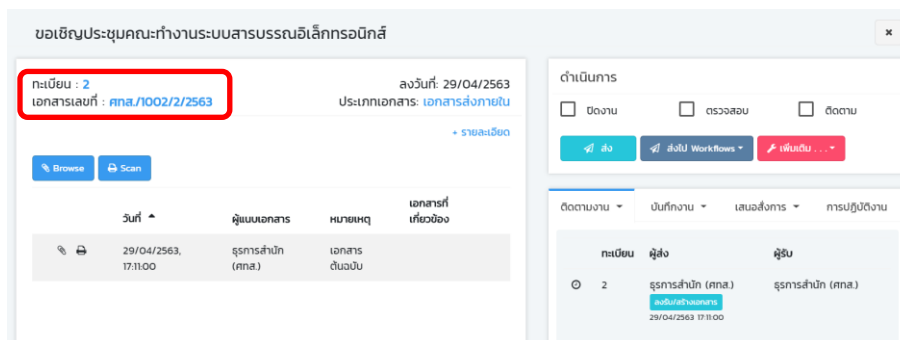 ขอเชิญประชุมคณะทำงานระบบสารบรรณอิเล็กทรอนิกส์
×
ทะเบียน : 2
ลงวันที่: 29/04/2563
เอกสารเลขที่ : ศทส./1002/2/2563
ประเภทเอกสาร: เอกสารส่งภายใน
+ รายละเอียด
Browse
Scan
วันที่
ผู้แนบเอกสาร
หมายเหตุ
เอกสารที่เกี่ยวข้อง
29/04/2563, 17:11:00
ธุรการสำนัก (ศทส.)
เอกสารต้นฉบับ
ดำเนินการ
ปิดงาน
ตรวจสอบ
ติดตาม
ส่ง
ส่งไป Workflows
เพิ่มเติม . . .
ติดตามงาน
บันทึกงาน
เสนอสั่งการ
การปฏิบัติงาน
ทะเบียน
ผู้ส่ง
ผู้รับ
2
ธุรการสำนัก (ศทส.)
ธุรการสำนัก (ศทส.)
ลงรับ/สร้างเอกสาร
29/04/2563 17:11:00